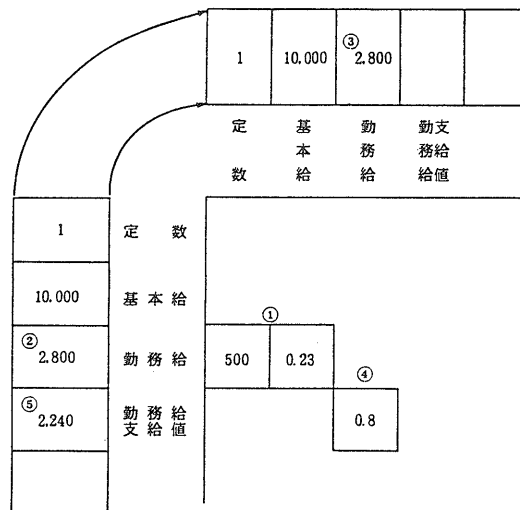 ③
1 10.000 2.800
定数 基本給 勤務給 勤務給支給値
1 定数
10.000 基本給
①
② 2.800 勤務給 500 0.23
④
⑤ 2.240 勤務給
支給値 0.8